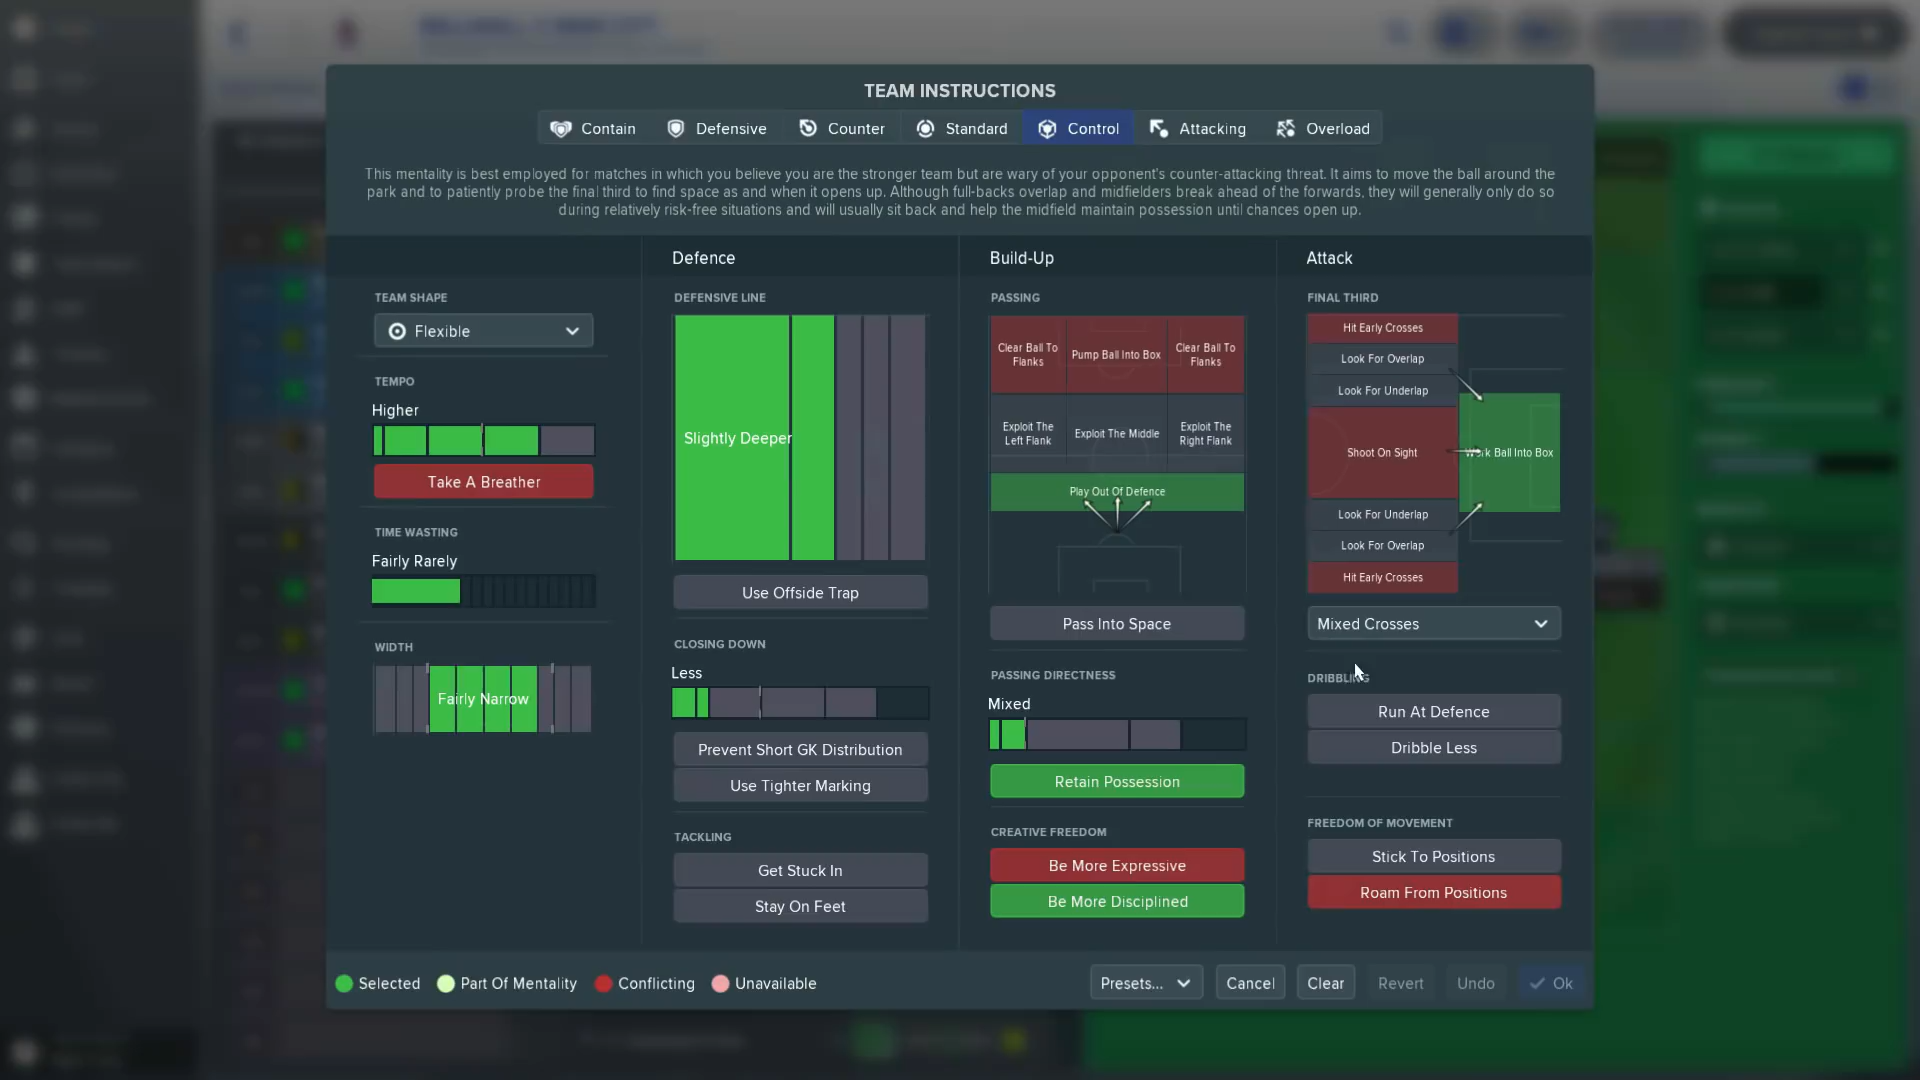 TEAM INSTRUCTIONS
Contain Defensive Counter Standard Control Attacking Overload
This mentality is best employed for matches in which you believe you are the stronger team but are wary of your opponent's counter-attacking threat. It aims to move the ball around the
park and to patiently probe the final third to find space as and when it opens up. Although full-backs overlap and midfielders break ahead of the forwards, they will generally only do so
during relatively risk-free situations and will usually sit back and help the midfield maintain possession until chances open up.
TEAM SHAPE
Flexible
TEMPO
Higher
Take A Breather
TIME WASTING
Fairly Rarely
WIDTH
Fairly Narrow
Defence
DEFENSIVE LINE
Slightly Deeper
Use Offside Trap
CLOSING DOWN
Less
Prevent Short GK Distribution
Use Tighter Marking
TACKLING
Get Stuck In
Stay On Feet
Build-Up
PASSING
Clear Ball To
Flanks
Pump Ball Into Box
Clear Ball To
Flanks
Exploit The
Left Flank
Exploit The Middle
Exploit The
Right Flank
Play Out Of Defence
Pass Into Space
PASSING DIRECTNESS
Mixed
Retain Possession
CREATIVE FREEDOM
Be More Expressive
Be More Disciplined
Attack
FINAL THIRD
Hit Early Crosses
Look For Overlap
Look For Underlap
Shoot On Sight
Work Ball Into Box
Look For Underlap
Look For Overlap
Hit Early Crosses
Mixed Crosses
DRIBBLING
Run At Defence
Dribble Less
FREEDOM OF MOVEMENT
Stick To Positions
Roam From Positions
Selected Part Of Mentality Conflicting Unavailable
Presets... Cancel Clear Revert Undo Ok